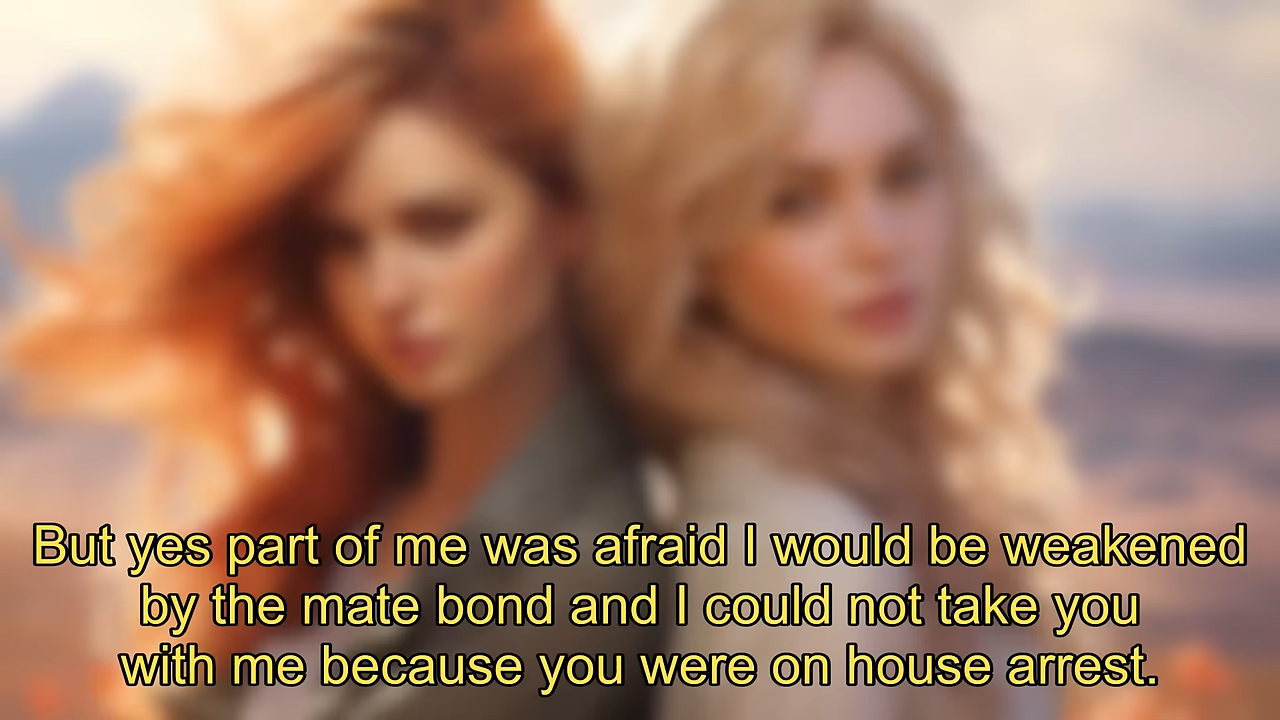 But yes part of me was afraid I would be weakened
by the mate bond and I could not take you
with me because you were on house arrest.